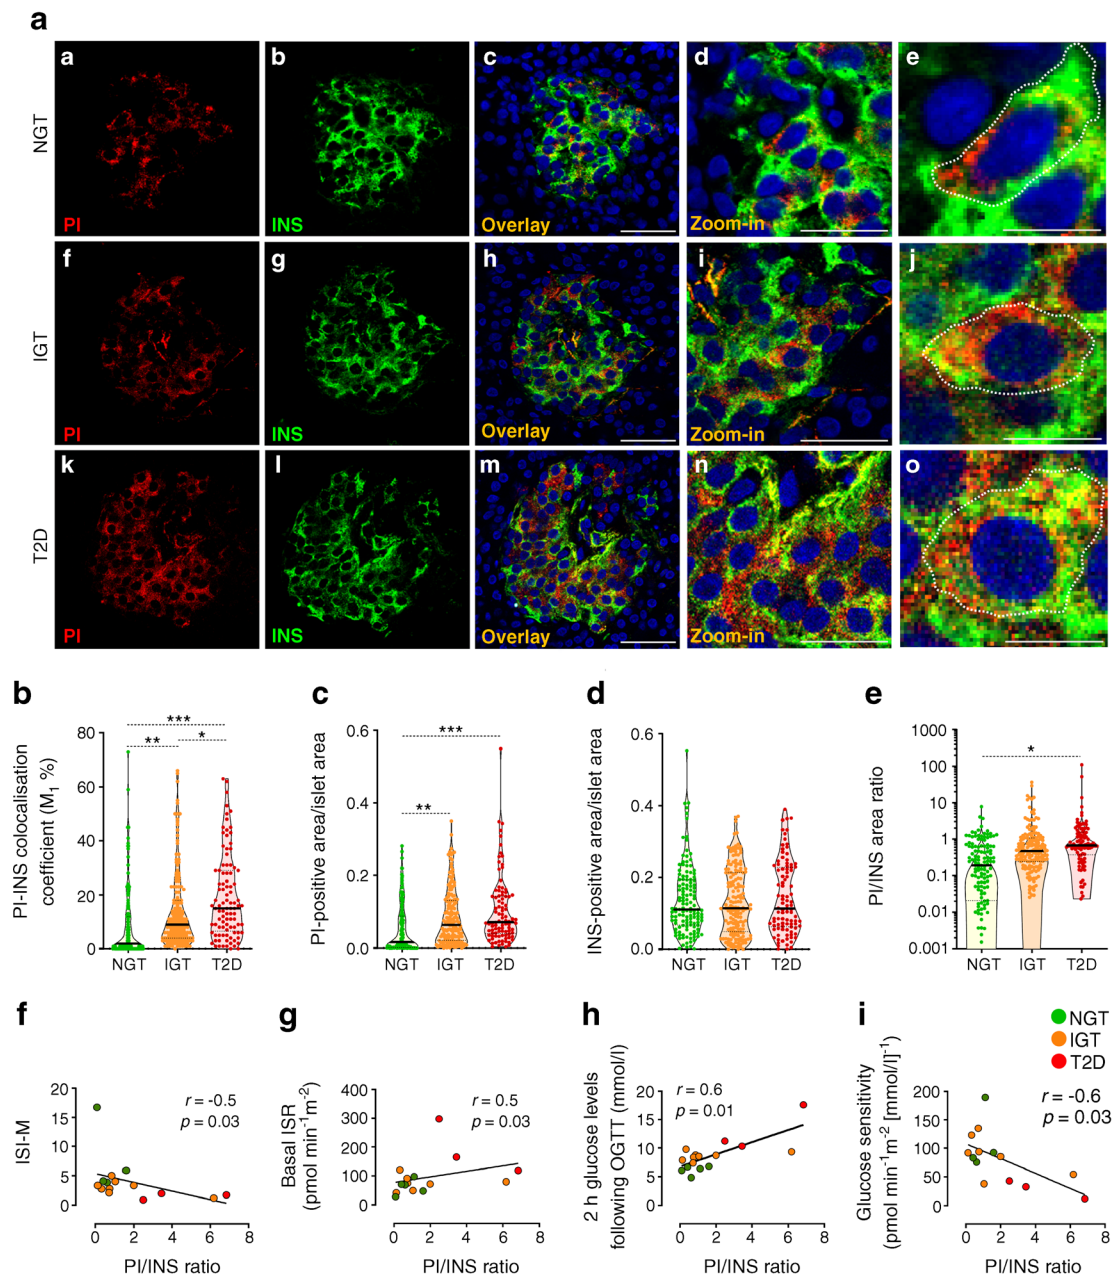 a
a
b
c
d
e
NGT
PI
INS
Overlay
Zoom-in
f
g
h
i
j
IGT
PI
INS
Overlay
Zoom-in
k
l
m
n
o
T2D
PI
INS
Overlay
Zoom-in
b
PI-INS colocalisation
coefficient (M1 %)
80
60
40
20
0
***
**
*
NGT
IGT
T2D
c
PI-positive area/islet area
0.6
0.4
0.2
0.0
***
**
NGT
IGT
T2D
d
INS-positive area/islet area
0.6
0.4
0.2
0.0
NGT
IGT
T2D
e
PI/INS area ratio
1000
100
10
1
0.1
0.01
0.001
*
NGT
IGT
T2D
f
ISI-M
20
15
10
5
0
r = -0.5
p = 0.03
0 2 4 6 8
PI/INS ratio
g
Basal ISR
(pmol min-1m-2)
400
300
200
100
0
r = 0.5
p = 0.03
0 2 4 6 8
PI/INS ratio
h
2 h glucose levels
following OGTT (mmol/l)
20
15
10
5
0
r = 0.6
p = 0.01
0 2 4 6 8
PI/INS ratio
i
NGT
IGT
T2D
Glucose sensitivity
(pmol min-1m-2 [mmol/l]-1)
200
150
100
50
0
r = -0.6
p = 0.03
0 2 4 6 8
PI/INS ratio